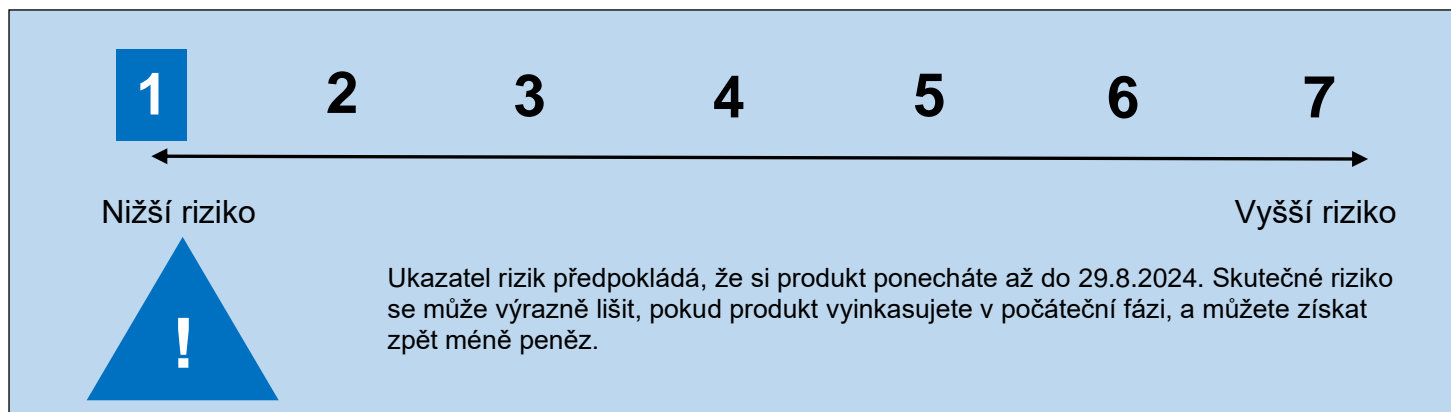 1 2 3 4 5 6 7
Nižší riziko Vyšší riziko
!
Ukazatel rizik předpokládá, že si produkt ponecháte až do 29.8.2024. Skutečné riziko
se může výrazně lišit, pokud produkt vyinkasujete v počáteční fázi, a můžete získat
zpět méně peněz.